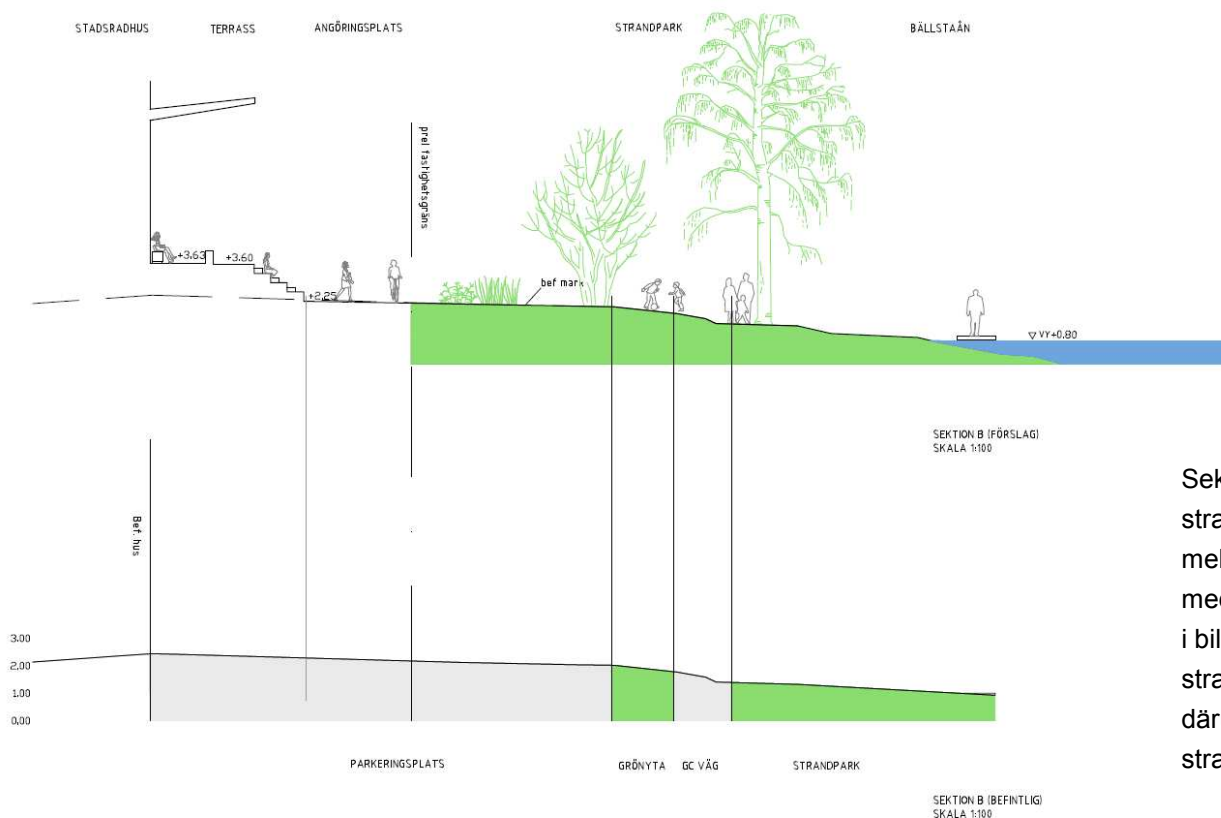 STADSRADHUS
TERRASS
ANGÖRINGSPLATS
STRANDPARK
BÄLLSTAÅN
prel fastighetsgräns
+3.63
+3.60
+2.25
bef mark
VY+0.80
SEKTION B (FÖRSLAG)
SKALA 1:100
Bef. hus
3.00
2.00
1.00
0.00
PARKERINGSPLATS
GRÖNYTA
GC VÄG
STRANDPARK
SEKTION B (BEFINTLIG)
SKALA 1:100
Sek
stra
mel
med
i bil
stra
där
stra